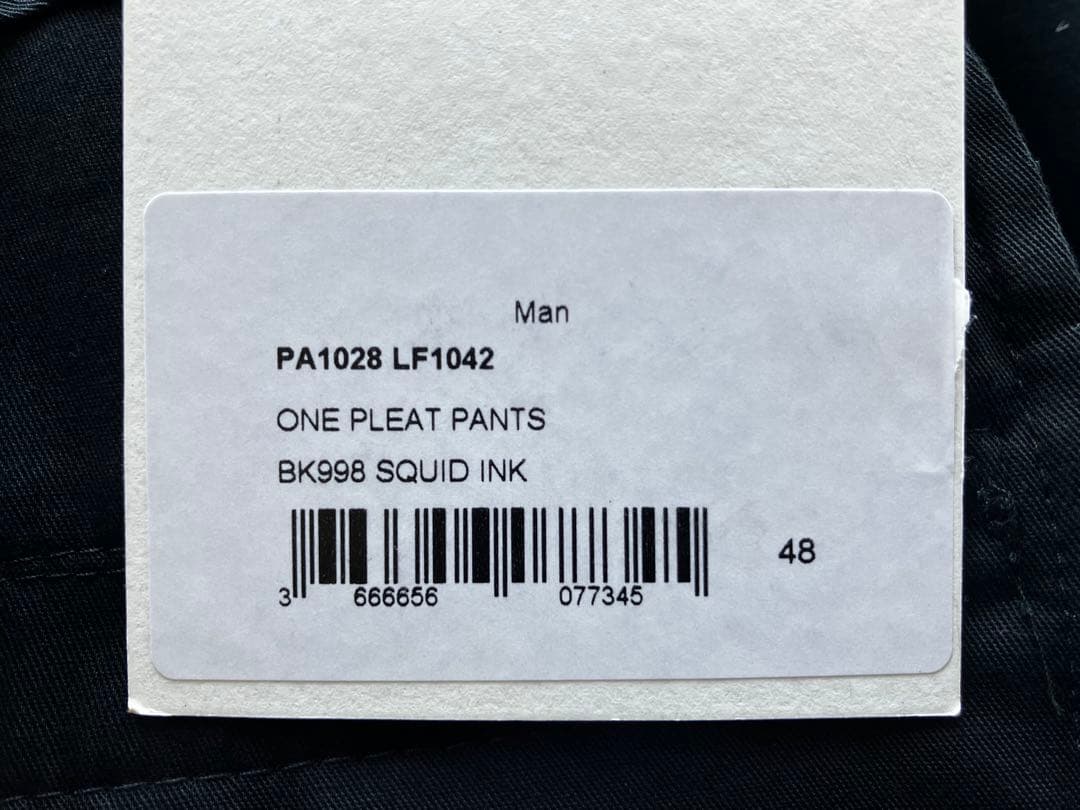 Man
PA1028 LF1042
ONE PLEAT PANTS
BK998 SQUID INK
48
3 666656 077345